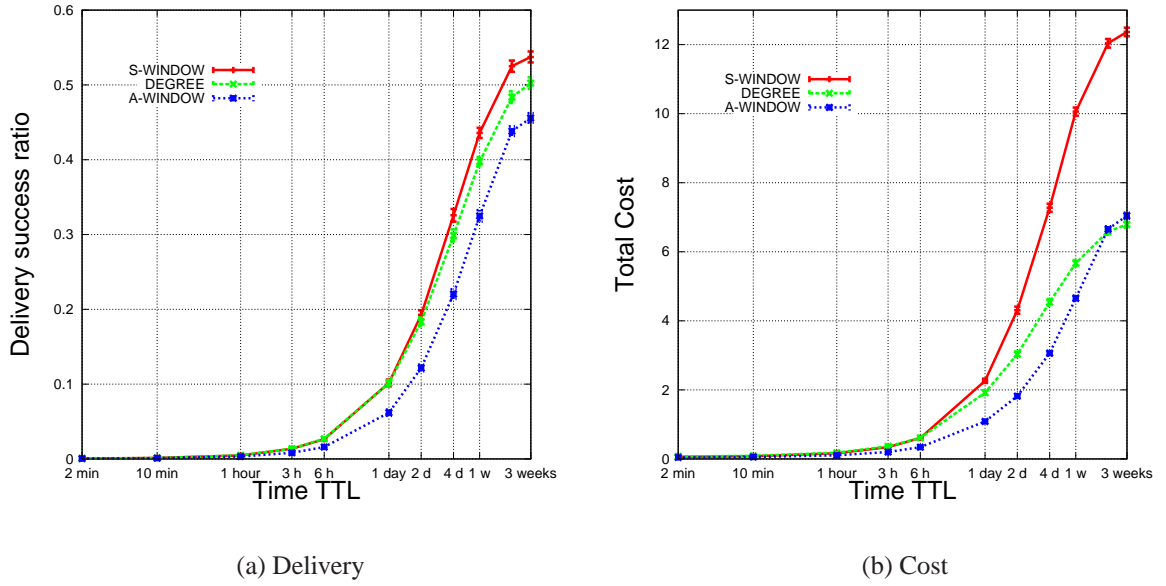 0.6
0.5
0.4
0.3
0.2
0.1
0
Delivery success ratio
S-WINDOW
DEGREE
A-WINDOW
2 min 10 min 1 hour 3 h 6 h 1 day 2 d 4 d 1 w 3 weeks
Time TTL
(a) Delivery
12
10
8
6
4
2
0
Total Cost
S-WINDOW
DEGREE
A-WINDOW
2 min 10 min 1 hour 3 h 6 h 1 day 2 d 4 d 1 w 3 weeks
Time TTL
(b) Cost